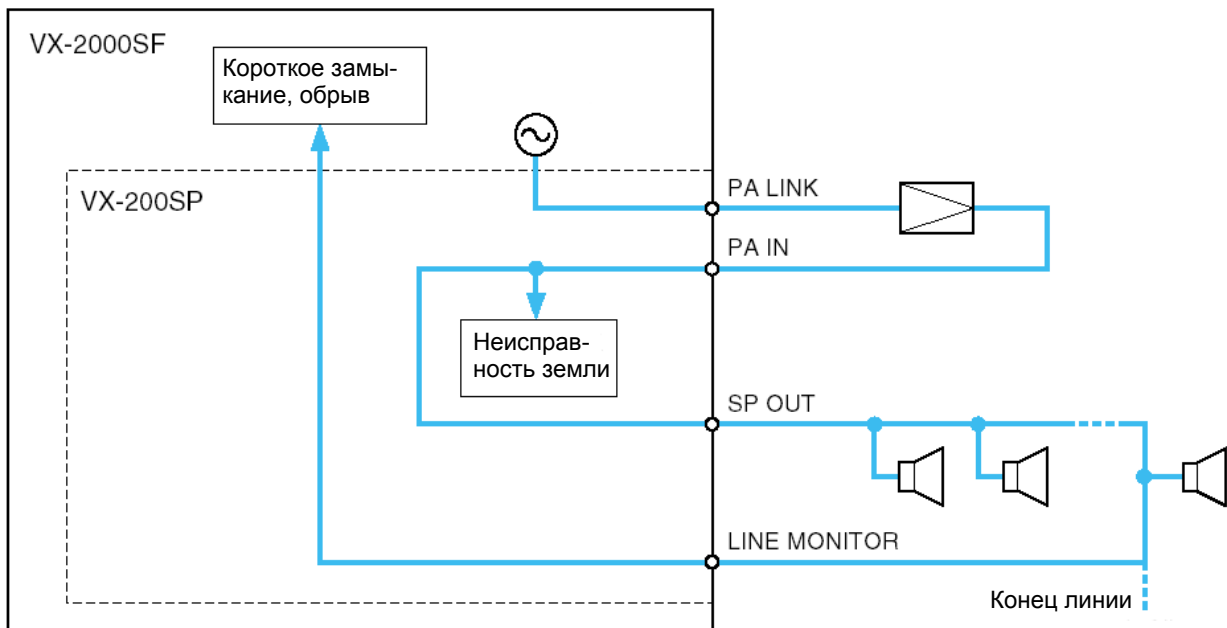 VX-2000SF
Короткое замы-
кание, обрыв
VX-200SP
PA LINK
PA IN
Неисправ-
ность земли
SP OUT
LINE MONITOR
Конец линии